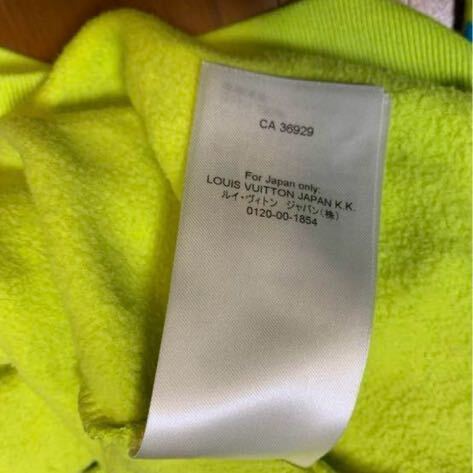 CA 36929
For Japan only:
LOUIS VUITTON JAPAN K.K.
ルイ・ヴィトン ジャパン(株)
0120-00-1854